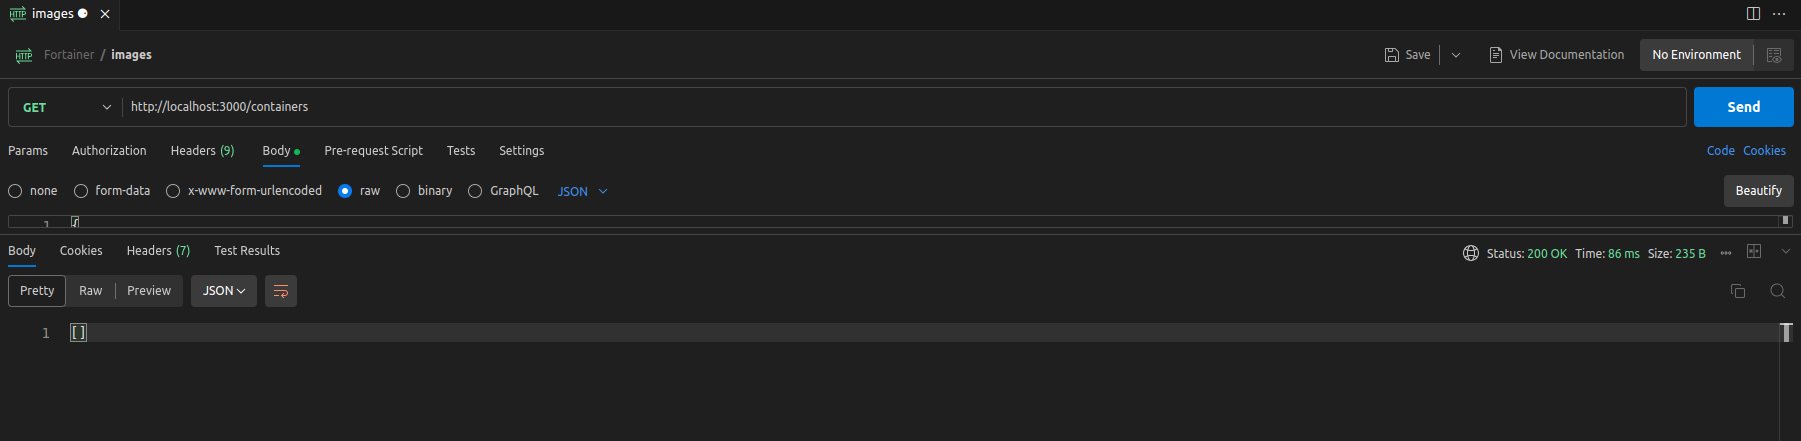 HTTP images
HTTP Fortainer / images Save View Documentation No Environment
GET http://localhost:3000/containers Send
Params Authorization Headers (9) Body Pre-request Script Tests Settings Code Cookies
none form-data x-www-form-urlencoded raw binary GraphQL JSON Beautify
1 {
Body Cookies Headers (7) Test Results Status: 200 OK Time: 86 ms Size: 235 B
Pretty Raw Preview JSON
1 []